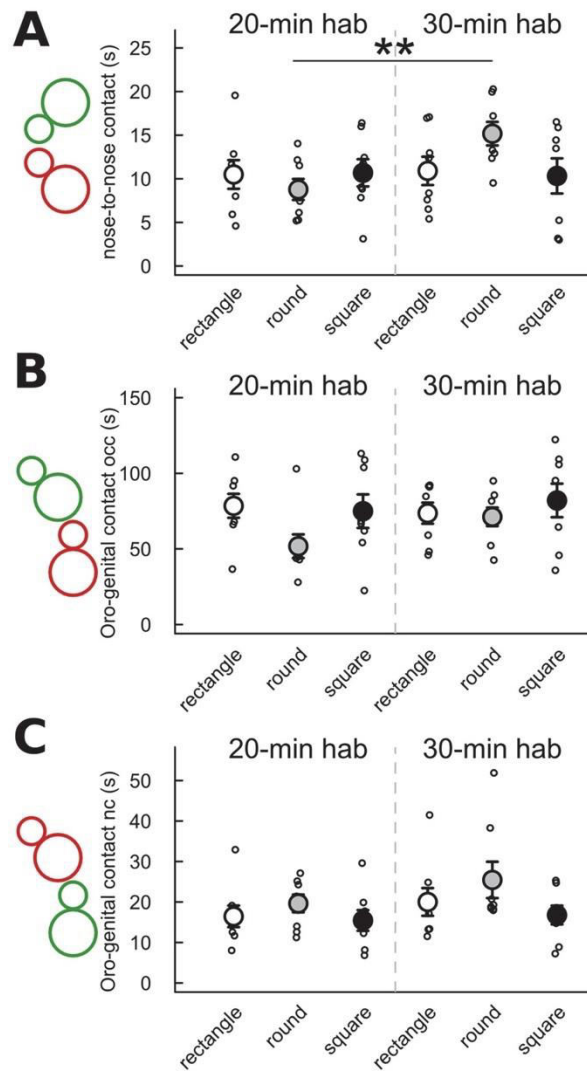 A
20-min hab 30-min hab
**
nose-to-nose contact (s)
25
20
15
10
5
0
rectangle round square rectangle round square
B
20-min hab 30-min hab
Oro-genital contact occ (s)
150
100
50
0
rectangle round square rectangle round square
C
20-min hab 30-min hab
Oro-genital contact nc (s)
50
40
30
20
10
0
rectangle round square rectangle round square